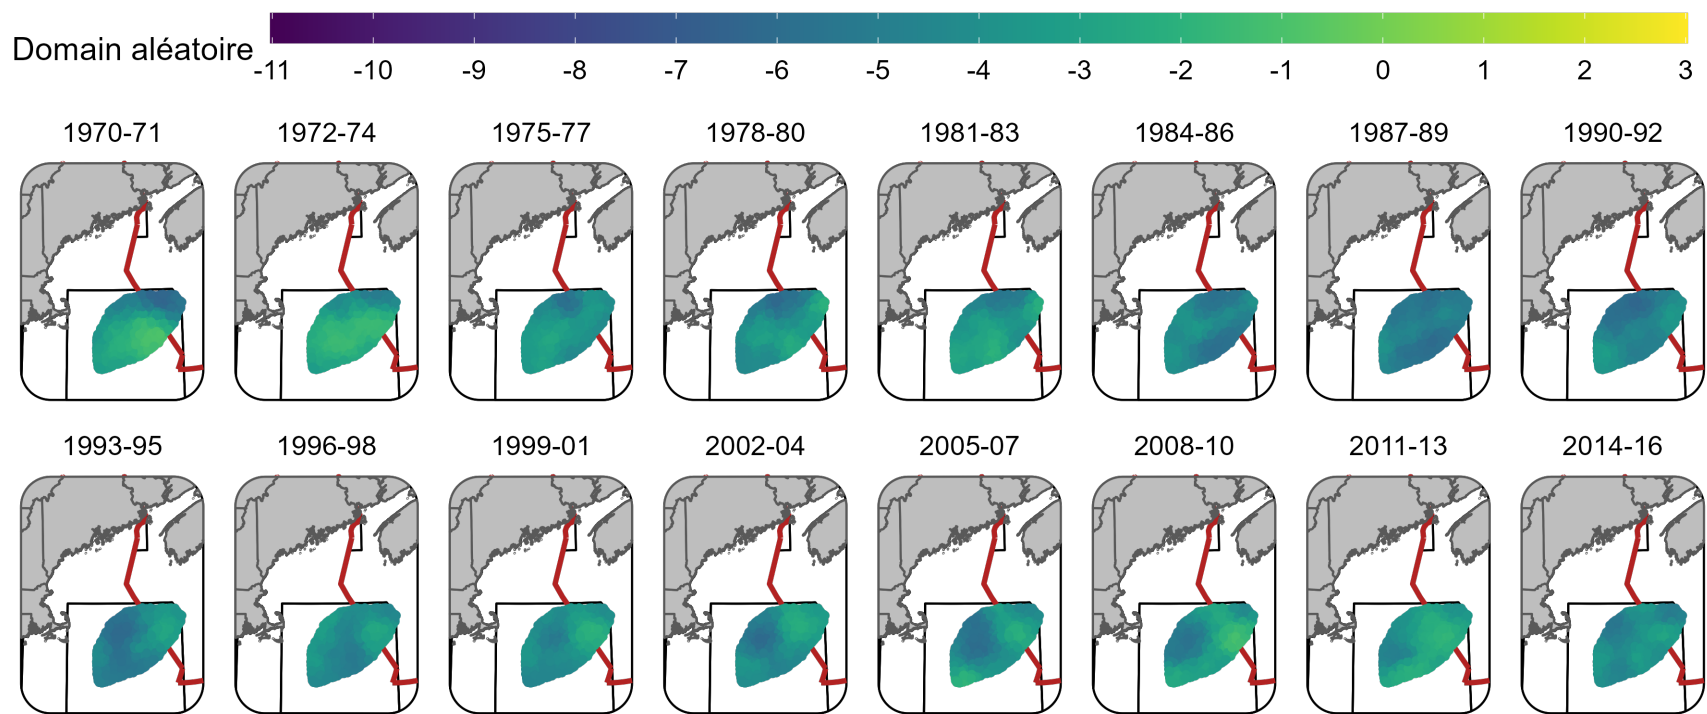 Domain aléatoire
-11 -10 -9 -8 -7 -6 -5 -4 -3 -2 -1 0 1 2 3
1970-71 1972-74 1975-77 1978-80 1981-83 1984-86 1987-89 1990-92
1993-95 1996-98 1999-01 2002-04 2005-07 2008-10 2011-13 2014-16